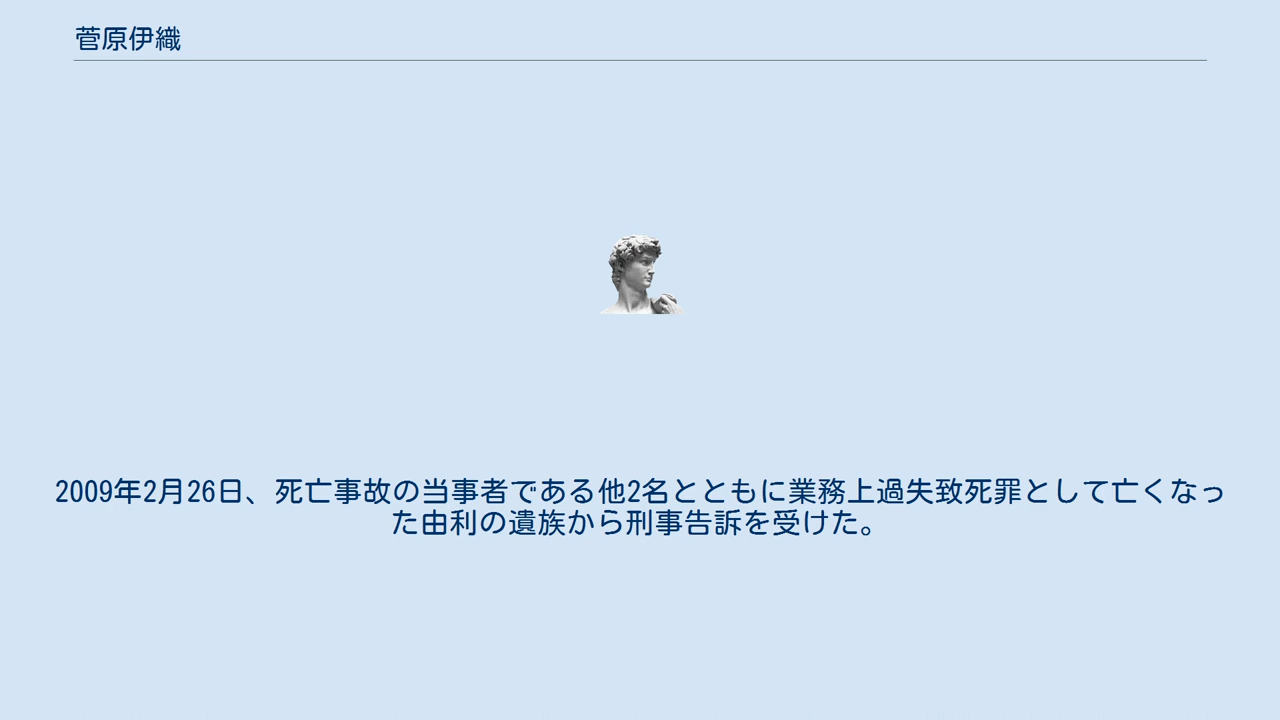 菅原伊織
2009年2月26日、死亡事故の当事者である他2名とともに業務上過失致死罪として亡くなっ
た由利の遺族から刑事告訴を受けた。